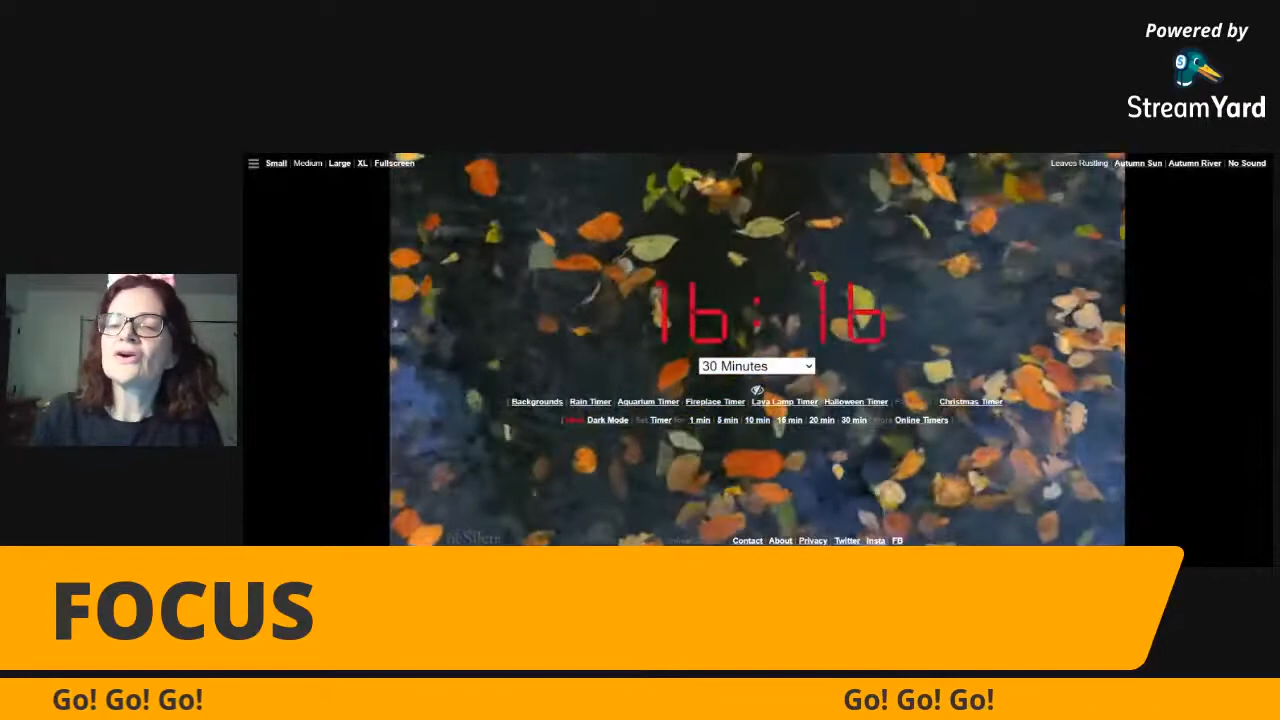 Powered by
StreamYard
Small | Medium | Large | XL | Fullscreen
Leaves Rustling | Autumn Sun | Autumn River | No Sound
16:16
30 Minutes
| Backgrounds | Rain Timer | Aquarium Timer | Fireplace Timer | Lava Lamp Timer | Halloween Timer | Christmas Timer
Dark Mode | Set Timer for: 1 min | 5 min | 10 min | 15 min | 20 min | 30 min | More Online Timers |
Contact | About | Privacy | Twitter | Insta | FB
FOCUS
Go! Go! Go! Go! Go! Go!